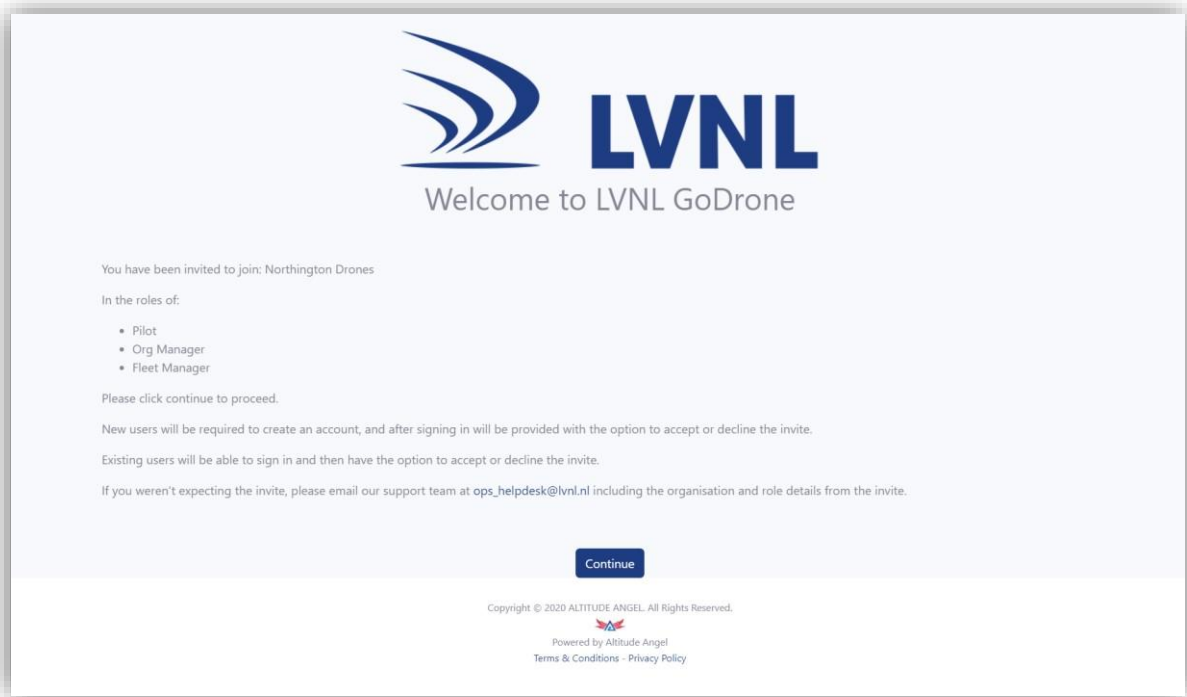 LVNL
Welcome to LVNL GoDrone
You have been invited to join: Northington Drones
In the roles of:
• Pilot
• Org Manager
• Fleet Manager
Please click continue to proceed.
New users will be required to create an account, and after signing in will be provided with the option to accept or decline the invite.
Existing users will be able to sign in and then have the option to accept or decline the invite.
If you weren't expecting the invite, please email our support team at ops_helpdesk@lvnl.nl including the organisation and role details from the invite.
Continue
Copyright © 2020 ALTITUDE ANGEL. All Rights Reserved.
Powered by Altitude Angel
Terms & Conditions - Privacy Policy